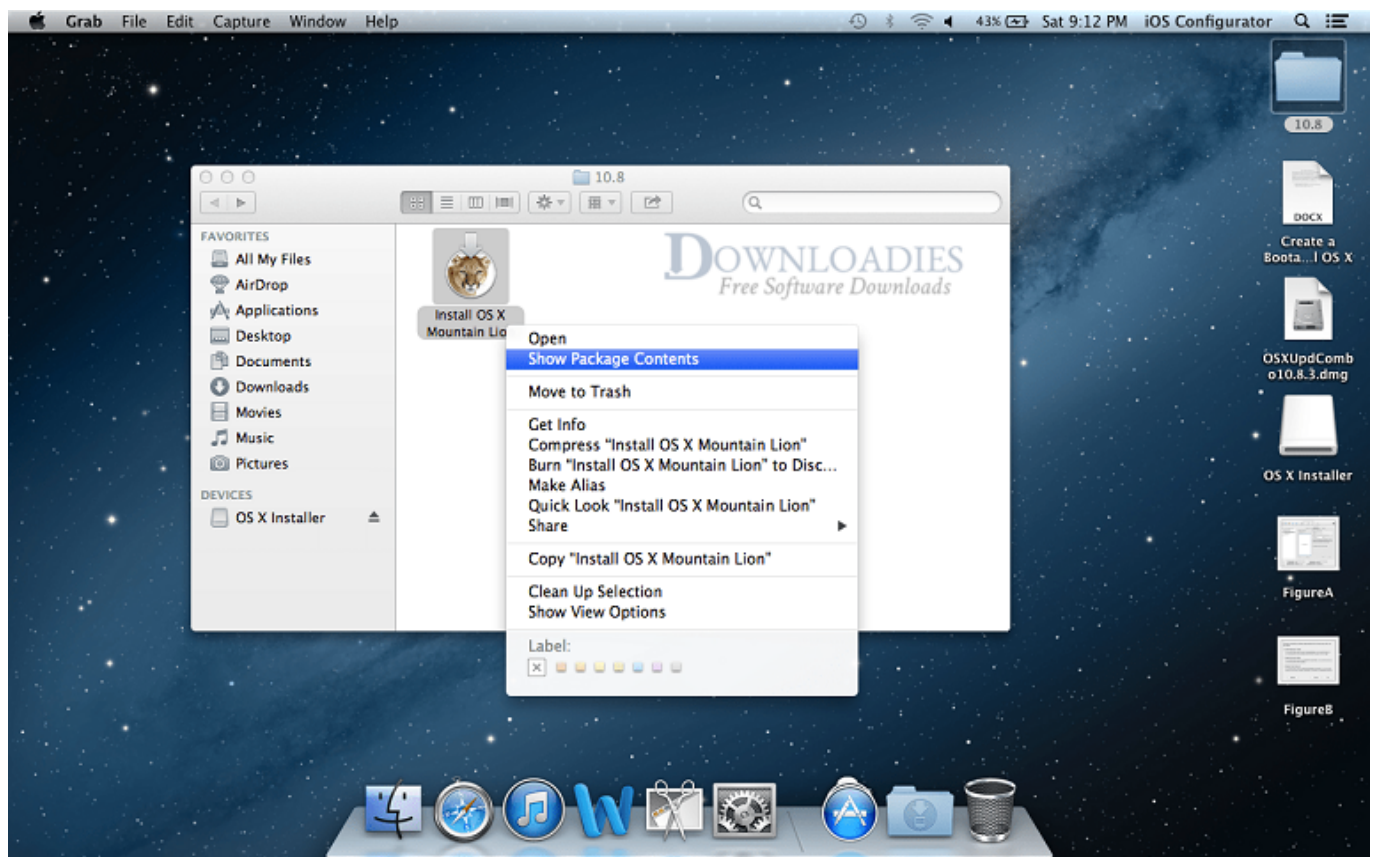 Grab File Edit Capture Window Help 43% Sat 9:12 PM iOS Configurator
10.8
10.8
FAVORITES
All My Files
AirDrop
Applications
Desktop
Documents
Downloads
Movies
Music
Pictures
DEVICES
OS X Installer
DOWNLOADIES
Free Software Downloads
Install OS X
Mountain Lio
Open
Show Package Contents
Move to Trash
Get Info
Compress “Install OS X Mountain Lion”
Burn “Install OS X Mountain Lion” to Disc...
Make Alias
Quick Look “Install OS X Mountain Lion”
Share
Copy “Install OS X Mountain Lion”
Clean Up Selection
Show View Options
Label:
DOCX
Create a
Boota...l OS X
OSXUpdComb
o10.8.3.dmg
OS X Installer
FigureA
FigureB